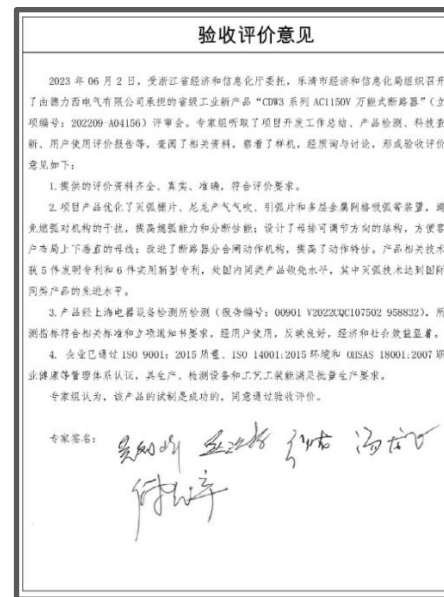 验收评价意见
2023 年 06 月 2 日，受浙江省经济和信息化厅委托，乐清市经济和信息化局组织召开
了由德力西电气有限公司承担的省级工业新产品“CDW3 系列 AC1150V 万能式断路器”（立
项编号：202209-A04156）评审会。专家组听取了项目开发工作总结、产品检测、科技查
新、用户使用评价报告等，查阅了相关资料，察看了样机，经质询与讨论，形成验收评价
意见如下：
1.提供的评价资料齐全、真实、准确，符合评价要求。
2.项目产品优化了灭弧栅片、尼龙产气气吹、引弧片和多层金属网格吸弧等装置，避
免燃弧对机构的干扰，提高熄弧能力和分断性能；设计了母排可调节方向的结构，方便客
户布局上下垂直的母线；改进了断路器分合闸动作机构，提高了动作特性。产品相关技术
获 5 件发明专利和 6 件实用新型专利，处国内同类产品领先水平，其中灭弧技术达到国际
同类产品的先进水平。
3.产品经上海电器设备检测所检测（报告编号：00901 V2022CQC107502 958832），所
测指标符合相关标准和立项通知书要求，经用户使用，反映良好，经济和社会效益显著。
4. 企业已通过 ISO 9001：2015 质量、ISO 14001:2015 环境和 OHSAS 18001:2007 职
业健康等管理体系认证，其生产、检测设备和工艺工装能满足批量生产要求。
专家组认为，该产品的试制是成功的，同意通过验收评价。
专家签名：